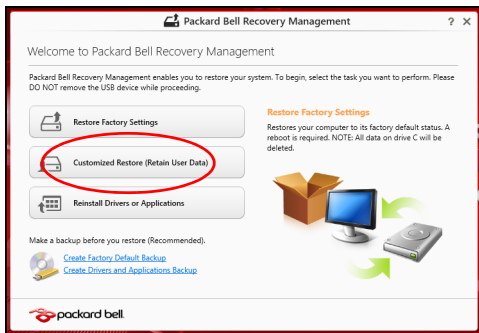 Packard Bell Recovery Management
? X
Welcome to Packard Bell Recovery Management
Packard Bell Recovery Management enables you to restore your system. To begin, select the task you want to perform. Please
DO NOT remove the USB device while proceeding.
Restore Factory Settings
Customized Restore (Retain User Data)
Reinstall Drivers or Applications
Restore Factory Settings
Restores your computer to its factory default status. A
reboot is required. NOTE: All data on drive C will be
deleted.
Make a backup before you restore (Recommended).
Create Factory Default Backup
Create Drivers and Applications Backup
packard bell